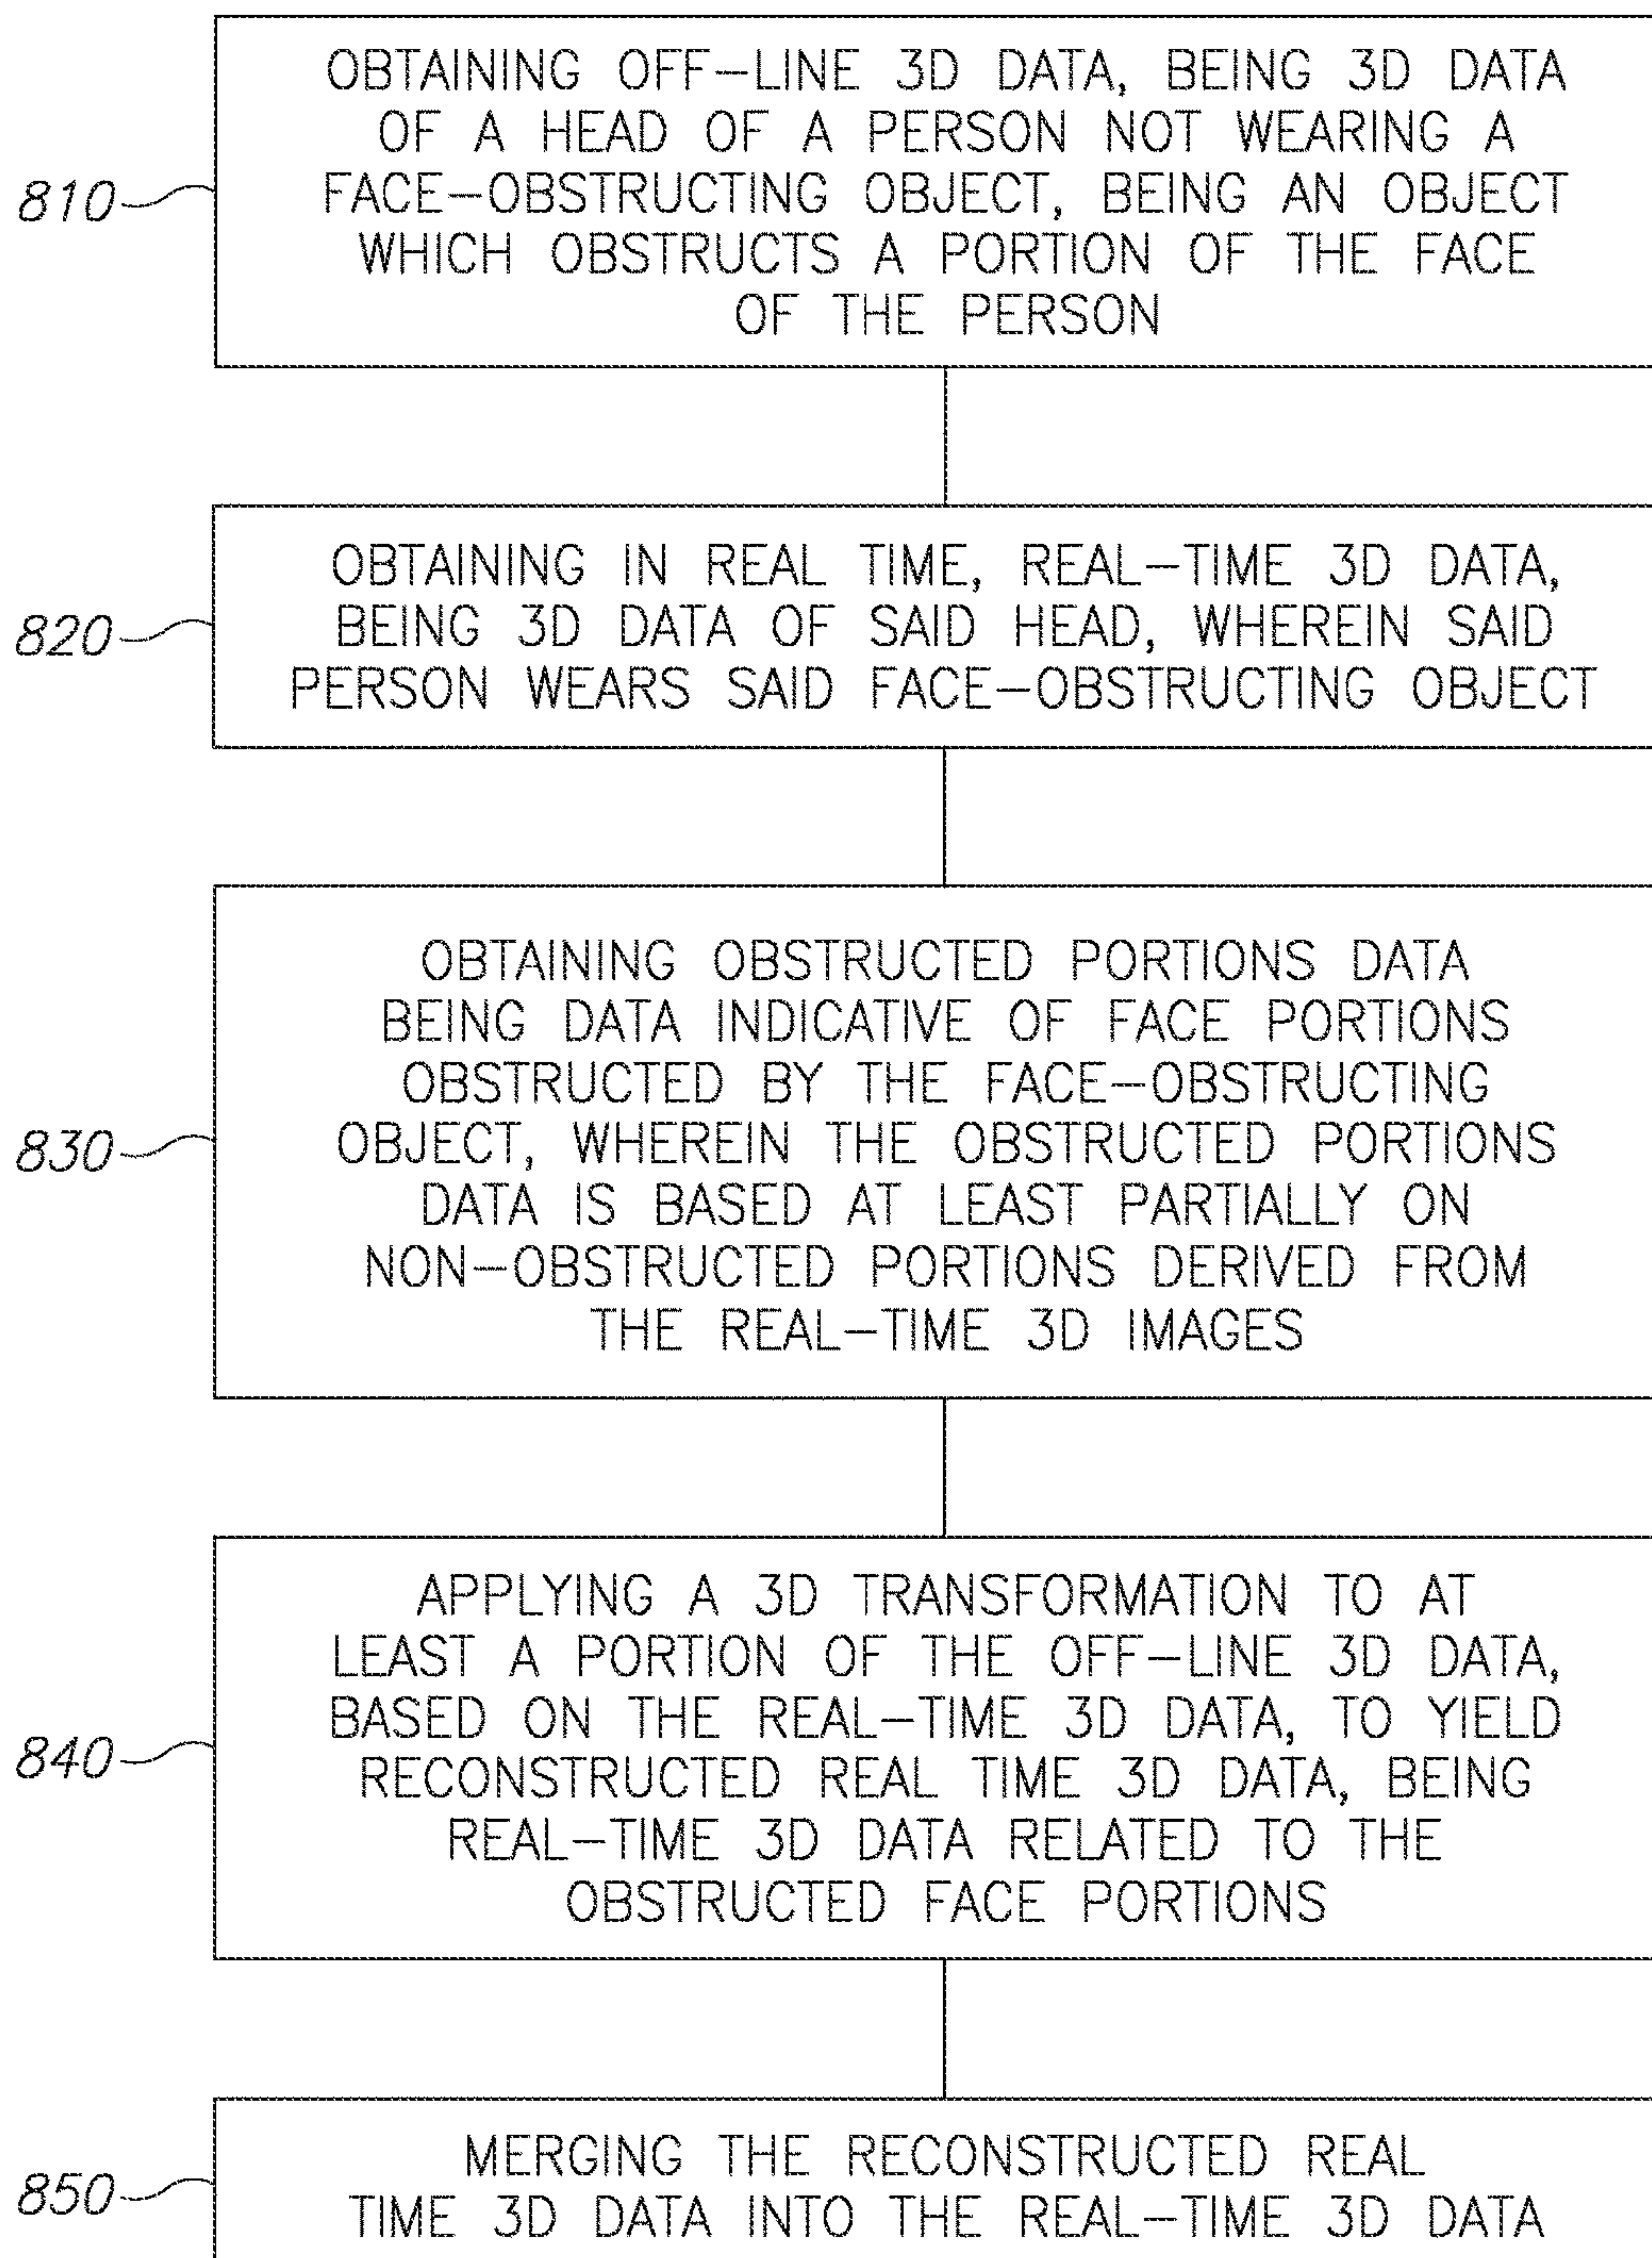 OBTAINING OFF–LINE 3D DATA, BEING 3D DATA
OF A HEAD OF A PERSON NOT WEARING A
FACE–OBSTRUCTING OBJECT, BEING AN OBJECT
WHICH OBSTRUCTS A PORTION OF THE FACE
OF THE PERSON
810
OBTAINING IN REAL TIME, REAL–TIME 3D DATA,
BEING 3D DATA OF SAID HEAD, WHEREIN SAID
PERSON WEARS SAID FACE–OBSTRUCTING OBJECT
820
OBTAINING OBSTRUCTED PORTIONS DATA
BEING DATA INDICATIVE OF FACE PORTIONS
OBSTRUCTED BY THE FACE–OBSTRUCTING
OBJECT, WHEREIN THE OBSTRUCTED PORTIONS
DATA IS BASED AT LEAST PARTIALLY ON
NON–OBSTRUCTED PORTIONS DERIVED FROM
THE REAL–TIME 3D IMAGES
830
APPLYING A 3D TRANSFORMATION TO AT
LEAST A PORTION OF THE OFF–LINE 3D DATA,
BASED ON THE REAL–TIME 3D DATA, TO YIELD
RECONSTRUCTED REAL TIME 3D DATA, BEING
REAL–TIME 3D DATA RELATED TO THE
OBSTRUCTED FACE PORTIONS
840
MERGING THE RECONSTRUCTED REAL
TIME 3D DATA INTO THE REAL–TIME 3D DATA
850